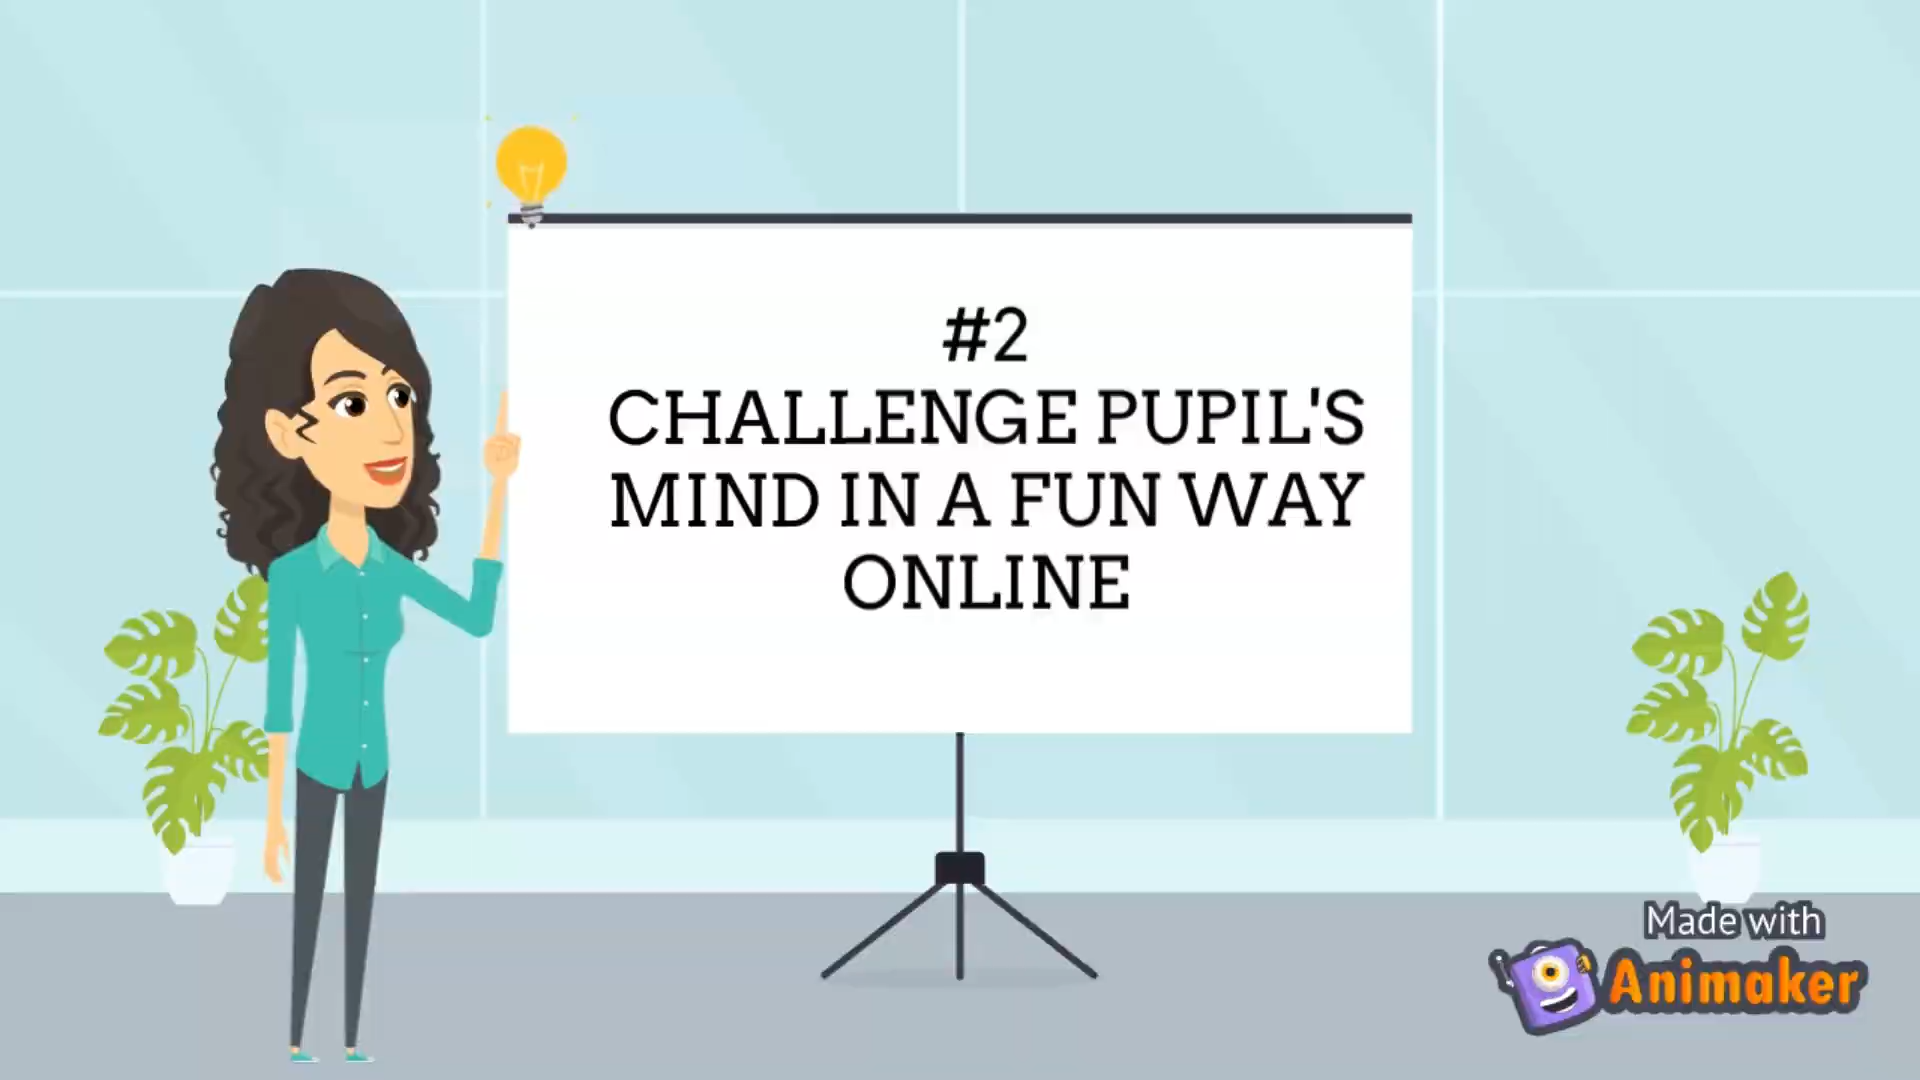 #2
CHALLENGE PUPIL'S
MIND IN A FUN WAY
ONLINE
Made with
Animaker